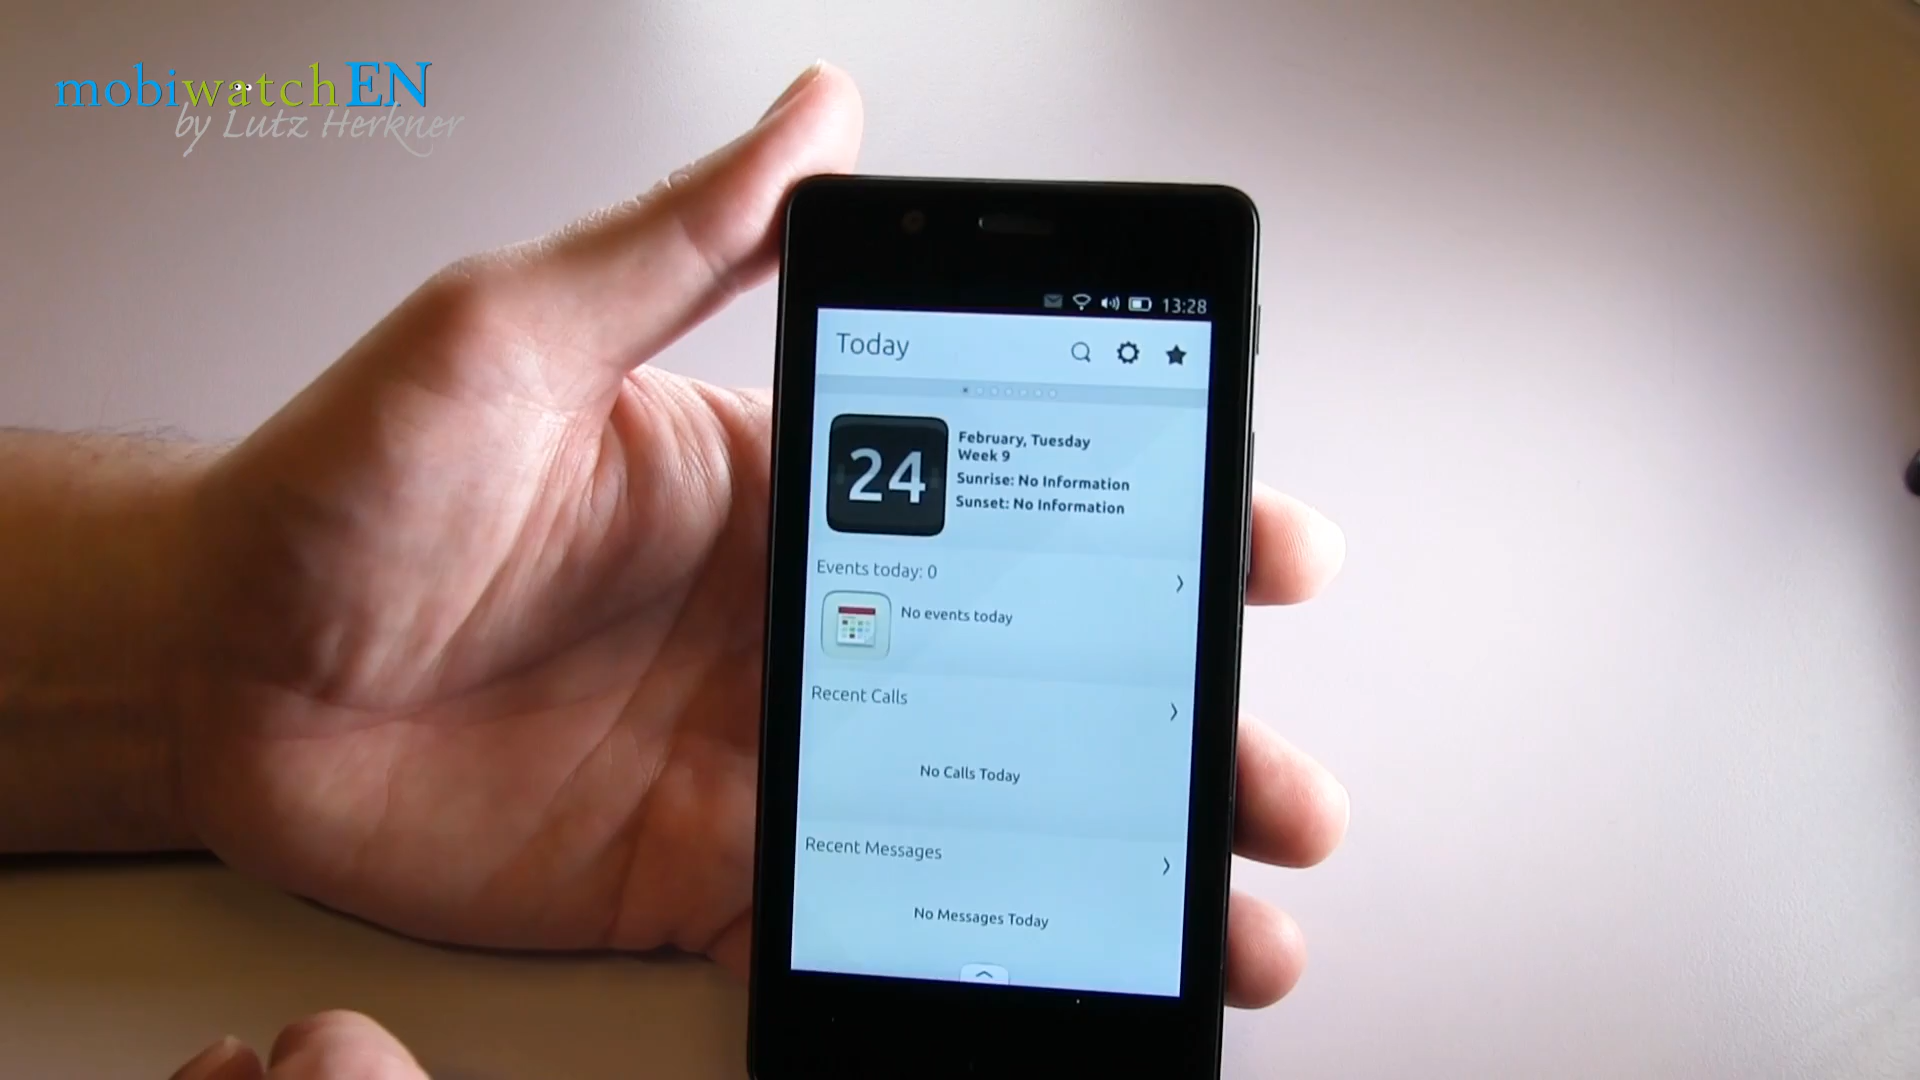 mobiwatchEN
by Lutz Herkner
13:28
Today
24
February, Tuesday
Week 9
Sunrise: No Information
Sunset: No Information
Events today: 0
No events today
Recent Calls
No Calls Today
Recent Messages
No Messages Today